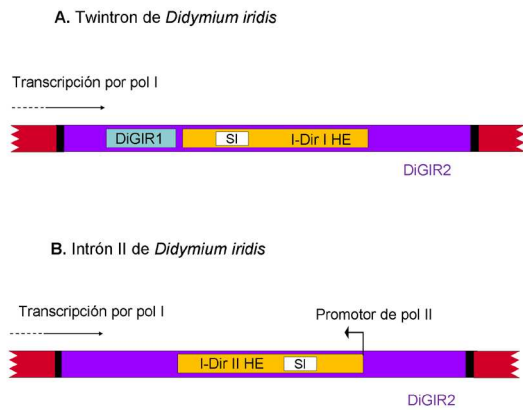 A. Twintron de Didymium iridis
Transcripción por pol I
DiGIR1
SI
I-Dir I HE
DiGIR2
B. Intrón II de Didymium iridis
Transcripción por pol I
Promotor de pol II
I-Dir II HE
SI
DiGIR2